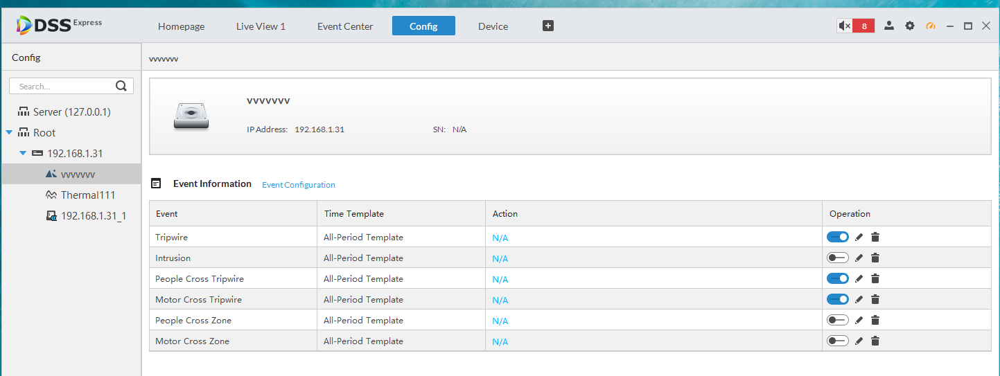 DSS Express Homepage Live View 1 Event Center Config Device 8
Config
vvvvvvv
Search...
Server (127.0.0.1)
Root
192.168.1.31
vvvvvvv
Thermal111
192.168.1.31_1
vvvvvvv
IP Address: 192.168.1.31 SN: N/A
Event Information Event Configuration
Event Time Template Action Operation
Tripwire All-Period Template N/A
Intrusion All-Period Template N/A
People Cross Tripwire All-Period Template N/A
Motor Cross Tripwire All-Period Template N/A
People Cross Zone All-Period Template N/A
Motor Cross Zone All-Period Template N/A